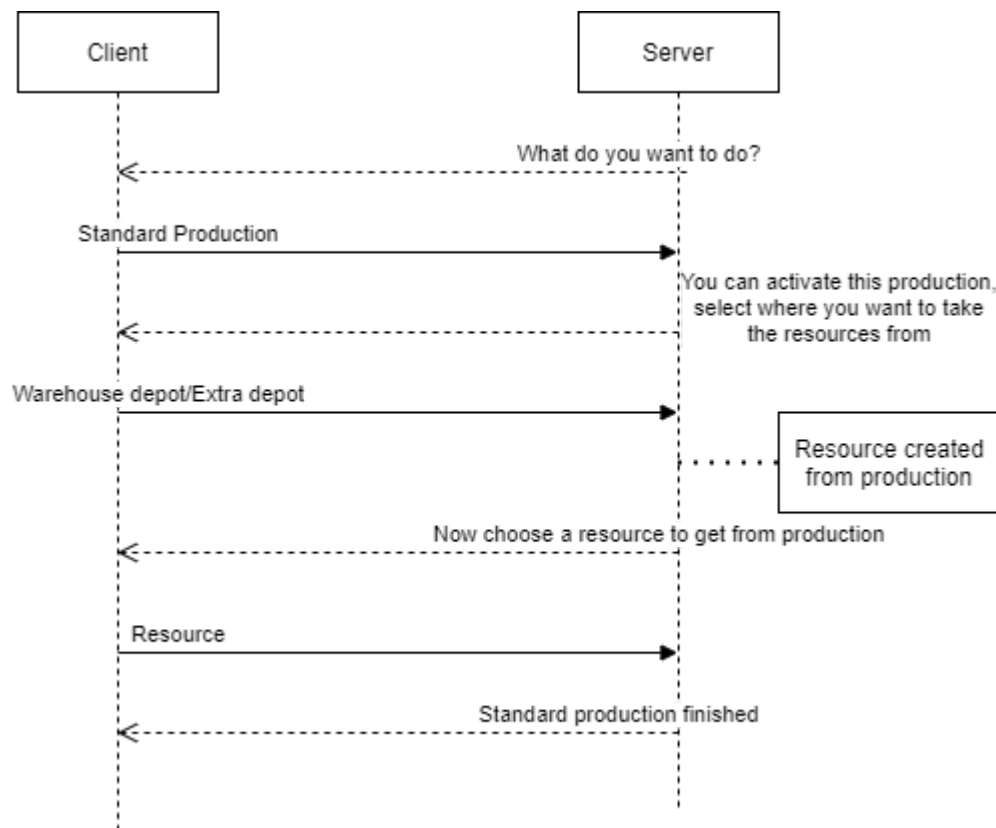 Client
Server
What do you want to do?
Standard Production
You can activate this production,
select where you want to take
the resources from
Warehouse depot/Extra depot
Resource created
from production
Now choose a resource to get from production
Resource
Standard production finished